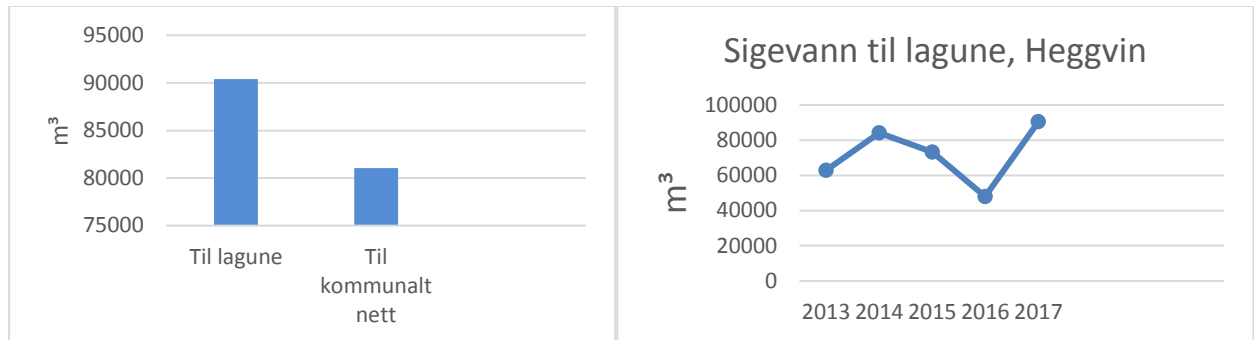 95000
90000
85000
80000
75000
m³
Til lagune
Til
kommunalt
nett
Sigevann til lagune, Heggvin
100000
80000
60000
40000
20000
0
m³
2013 2014 2015 2016 2017